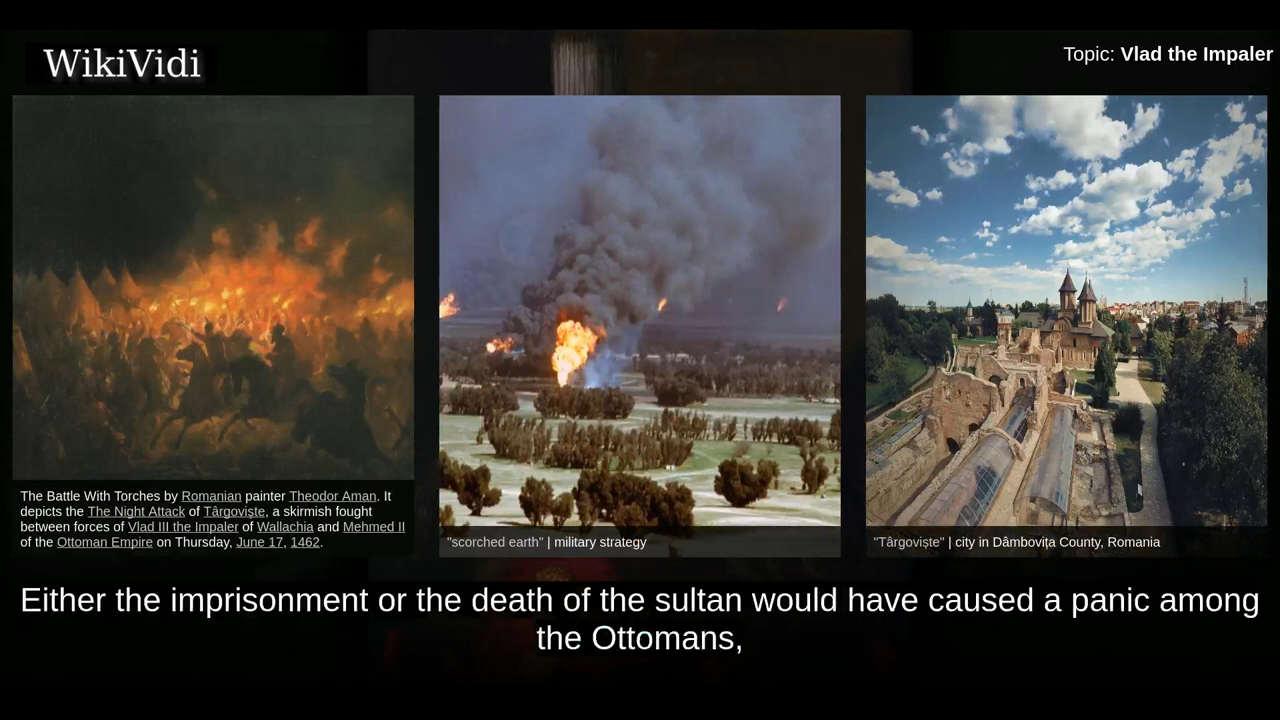 WikiVidi
Topic: Vlad the Impaler
The Battle With Torches by Romanian painter Theodor Aman. It
depicts the The Night Attack of Târgoviște, a skirmish fought
between forces of Vlad III the Impaler of Wallachia and Mehmed II
of the Ottoman Empire on Thursday, June 17, 1462.
"scorched earth" | military strategy
"Târgoviște" | city in Dâmbovița County, Romania
Either the imprisonment or the death of the sultan would have caused a panic among
the Ottomans,